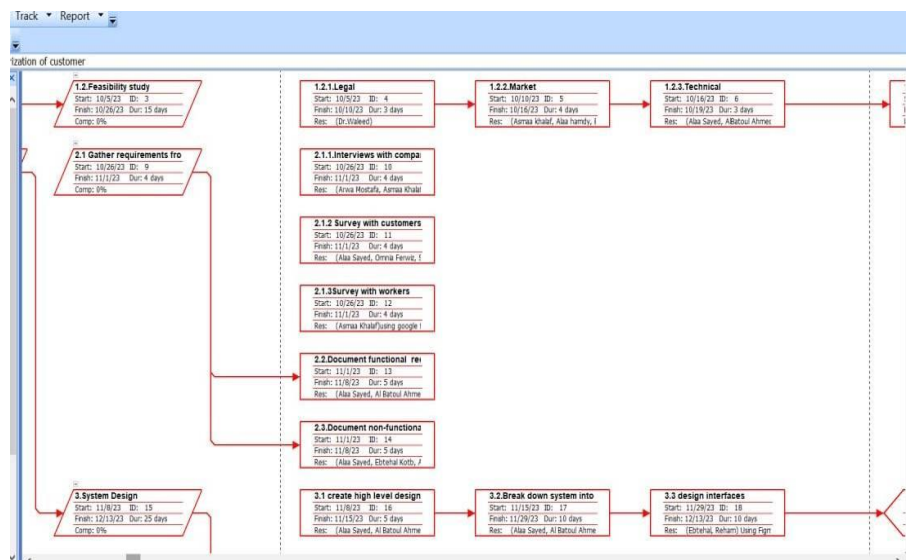 Track Report
rization of customer
1.2.Feasibility study
Start: 10/5/23 ID: 3
Finish: 10/26/23 Dur: 15 days
Comp: 0%
1.2.1.Legal
Start: 10/5/23 ID: 4
Finish: 10/10/23 Dur: 3 days
Res: (Dr.Waleed)
1.2.2.Market
Start: 10/10/23 ID: 5
Finish: 10/16/23 Dur: 4 days
Res: (Asmaa khalaf, Alaa hamdy,
1.2.3.Technical
Start: 10/16/23 ID: 6
Finish: 10/19/23 Dur: 3 days
Res: (Alaa Sayed, AlBatoul Ahmed
2.1 Gather requirements fro
Start: 10/26/23 ID: 9
Finish: 11/1/23 Dur: 4 days
Comp: 0%
2.1.1.Interviews with compa
Start: 10/26/23 ID: 10
Finish: 11/1/23 Dur: 4 days
Res: (Arwa Mostafa, Asmaa Khalaf
2.1.2 Survey with customers
Start: 10/26/23 ID: 11
Finish: 11/1/23 Dur: 4 days
Res: (Alaa Sayed, Omnia Ferwiz,
2.1.3Survey with workers
Start: 10/26/23 ID: 12
Finish: 11/1/23 Dur: 4 days
Res: (Asmaa Khalaf)using google
2.2.Document functional re
Start: 11/1/23 ID: 13
Finish: 11/8/23 Dur: 5 days
Res: (Alaa Sayed, Al Batoul Ahme
2.3.Document non-functiona
Start: 11/1/23 ID: 14
Finish: 11/8/23 Dur: 5 days
Res: (Alaa Sayed, Ebtehal Kotb,
3.System Design
Start: 11/8/23 ID: 15
Finish: 12/13/23 Dur: 25 days
Comp: 0%
3.1 create high level design
Start: 11/8/23 ID: 16
Finish: 11/15/23 Dur: 5 days
Res: (Alaa Sayed, Al Batoul Ahme
3.2.Break down system into
Start: 11/15/23 ID: 17
Finish: 11/29/23 Dur: 10 days
Res: (Alaa Sayed, Al Batoul Ahme
3.3 design interfaces
Start: 11/29/23 ID: 18
Finish: 12/13/23 Dur: 10 days
Res: (Ebtehal, Reham) Using Figm